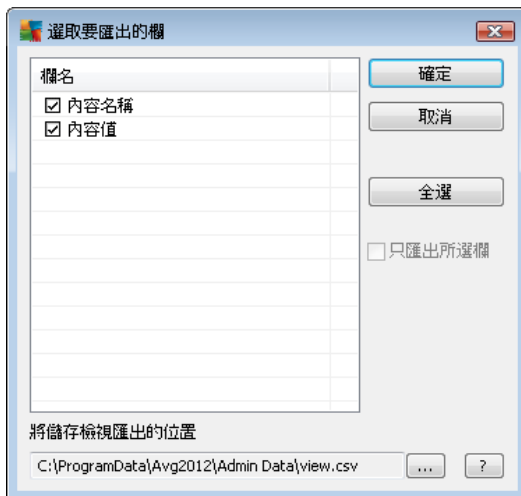 選取要匯出的欄
欄名
內容名稱
內容值
確定
取消
全選
只匯出所選欄
將儲存檢視匯出的位置
C:\ProgramData\Avg2012\Admin Data\view.csv
...
?